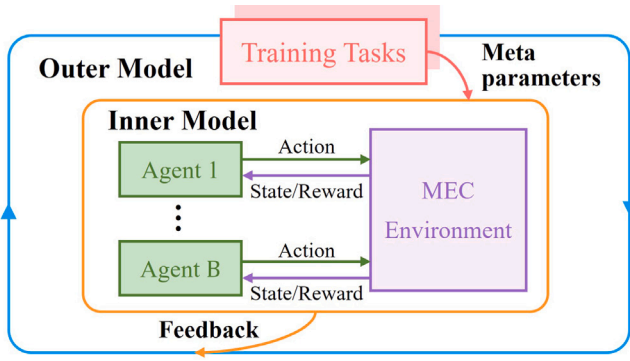 Training Tasks
Outer Model
Meta
parameters
Inner Model
Agent 1
Action
State/Reward
MEC
Environment
Agent B
Action
State/Reward
Feedback